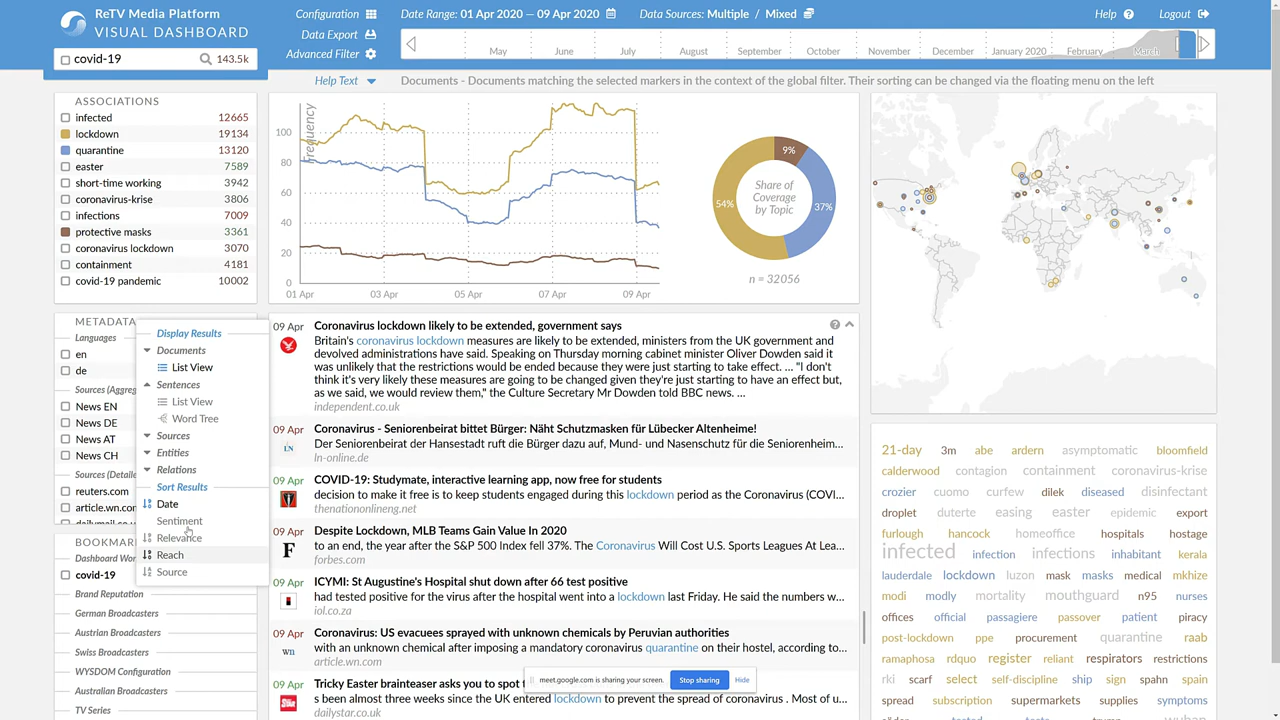 ReTV Media Platform
VISUAL DASHBOARD
Configuration
Data Export
Advanced Filter
Date Range: 01 Apr 2020 — 09 Apr 2020
Data Sources: Multiple / Mixed
Help
Logout
May June July August September October November December January 2020 February March
covid-19 143.5k
Help Text
Documents - Documents matching the selected markers in the context of the global filter. Their sorting can be changed via the floating menu on the left
ASSOCIATIONS
infected 12665
lockdown 19134
quarantine 13120
easter 7589
short-time working 3942
coronavirus-krise 3806
infections 7009
protective masks 3361
coronavirus lockdown 3070
containment 4181
covid-19 pandemic 10002
Frequency
100
80
60
40
20
0
01 Apr 03 Apr 05 Apr 07 Apr 09 Apr
9%
54%
37%
Share of
Coverage
by Topic
n = 32056
METADATA
Languages
en
de
Sources (Aggreg
News EN
News DE
News AT
News CH
Sources (Detaile
reuters.com
article.wn.com
dailymail.co.uk
BOOKMAR
Dashboard Wor
covid-19
Brand Reputation
German Broadcasters
Austrian Broadcasters
Swiss Broadcasters
WYSDOM Configuration
Australian Broadcasters
TV Series
Display Results
Documents
List View
Sentences
List View
Word Tree
Sources
Entities
Relations
Sort Results
Date
Sentiment
Relevance
Reach
Source
09 Apr Coronavirus lockdown likely to be extended, government says
Britain's coronavirus lockdown measures are likely to be extended, ministers from the UK government and
devolved administrations have said. Speaking on Thursday morning cabinet minister Oliver Dowden said it
was unlikely that the restrictions would be ended because they were just starting to take effect. ... "I don't
think it's very likely these measures are going to be changed given they're just starting to have an effect but,
as we said, we would review them," the Culture Secretary Mr Dowden told BBC news. ...
independent.co.uk
09 Apr Coronavirus - Seniorenbeirat bittet Bürger: Näht Schutzmasken für Lübecker Altenheime!
LN Der Seniorenbeirat der Hansestadt ruft die Bürger dazu auf, Mund- und Nasenschutz für die Seniorenheim...
ln-online.de
09 Apr COVID-19: Studymate, interactive learning app, now free for students
decision to make it free is to keep students engaged during this lockdown period as the Coronavirus (COVI...
thenationonlineng.net
09 Apr Despite Lockdown, MLB Teams Gain Value In 2020
F to an end, the year after the S&P 500 Index fell 37%. The Coronavirus Will Cost U.S. Sports Leagues At Lea...
forbes.com
09 Apr ICYMI: St Augustine's Hospital shut down after 66 test positive
had tested positive for the virus after the hospital went into a lockdown last Friday. He said the numbers w...
iol.co.za
09 Apr Coronavirus: US evacuees sprayed with unknown chemicals by Peruvian authorities
wn with an unknown chemical after imposing a mandatory coronavirus quarantine on their hostel, according to...
article.wn.com
09 Apr Tricky Easter brainteaser asks you to spot t
s been almost three weeks since the UK entered lockdown to prevent the spread of coronavirus . Most of u...
dailystar.co.uk
meet.google.com is sharing your screen.
Stop sharing
Hide
21-day 3m abe ardern asymptomatic bloomfield
calderwood contagion containment coronavirus-krise
crozier cuomo curfew dilek diseased disinfectant
droplet duterte easing easter epidemic export
furlough hancock homeoffice hospitals hostage
infected infection infections inhabitant kerala
lauderdale lockdown luzon mask masks medical mkhize
modi modly mortality mouthguard n95 nurses
offices official passagiere passover patient piracy
post-lockdown ppe procurement quarantine raab
ramaphosa rdquo register reliant respirators restrictions
rki scarf select self-discipline ship sign spahn spain
spread subscription supermarkets supplies symptoms
tested tests trump wuhan